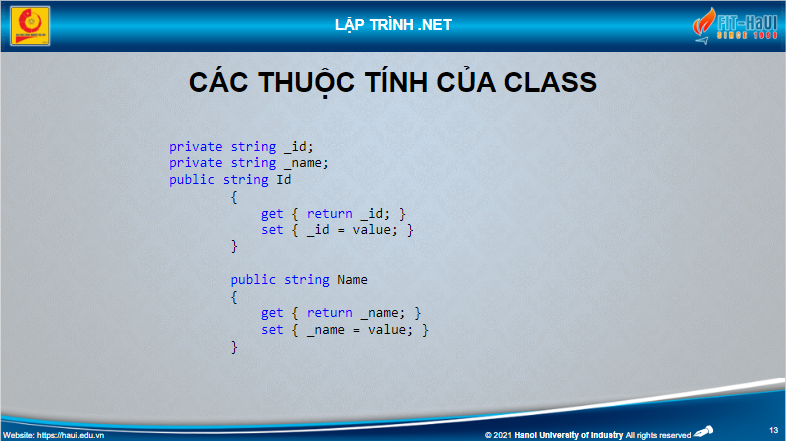 LẬP TRÌNH .NET
FIT-HaUI
SINCE 1999
CÁC THUỘC TÍNH CỦA CLASS
private string _id;
private string _name;
public string Id
{
get { return _id; }
set { _id = value; }
}
public string Name
{
get { return _name; }
set { _name = value; }
}
Website: https://haui.edu.vn
© 2021 Hanoi University of Industry All rights reserved
13